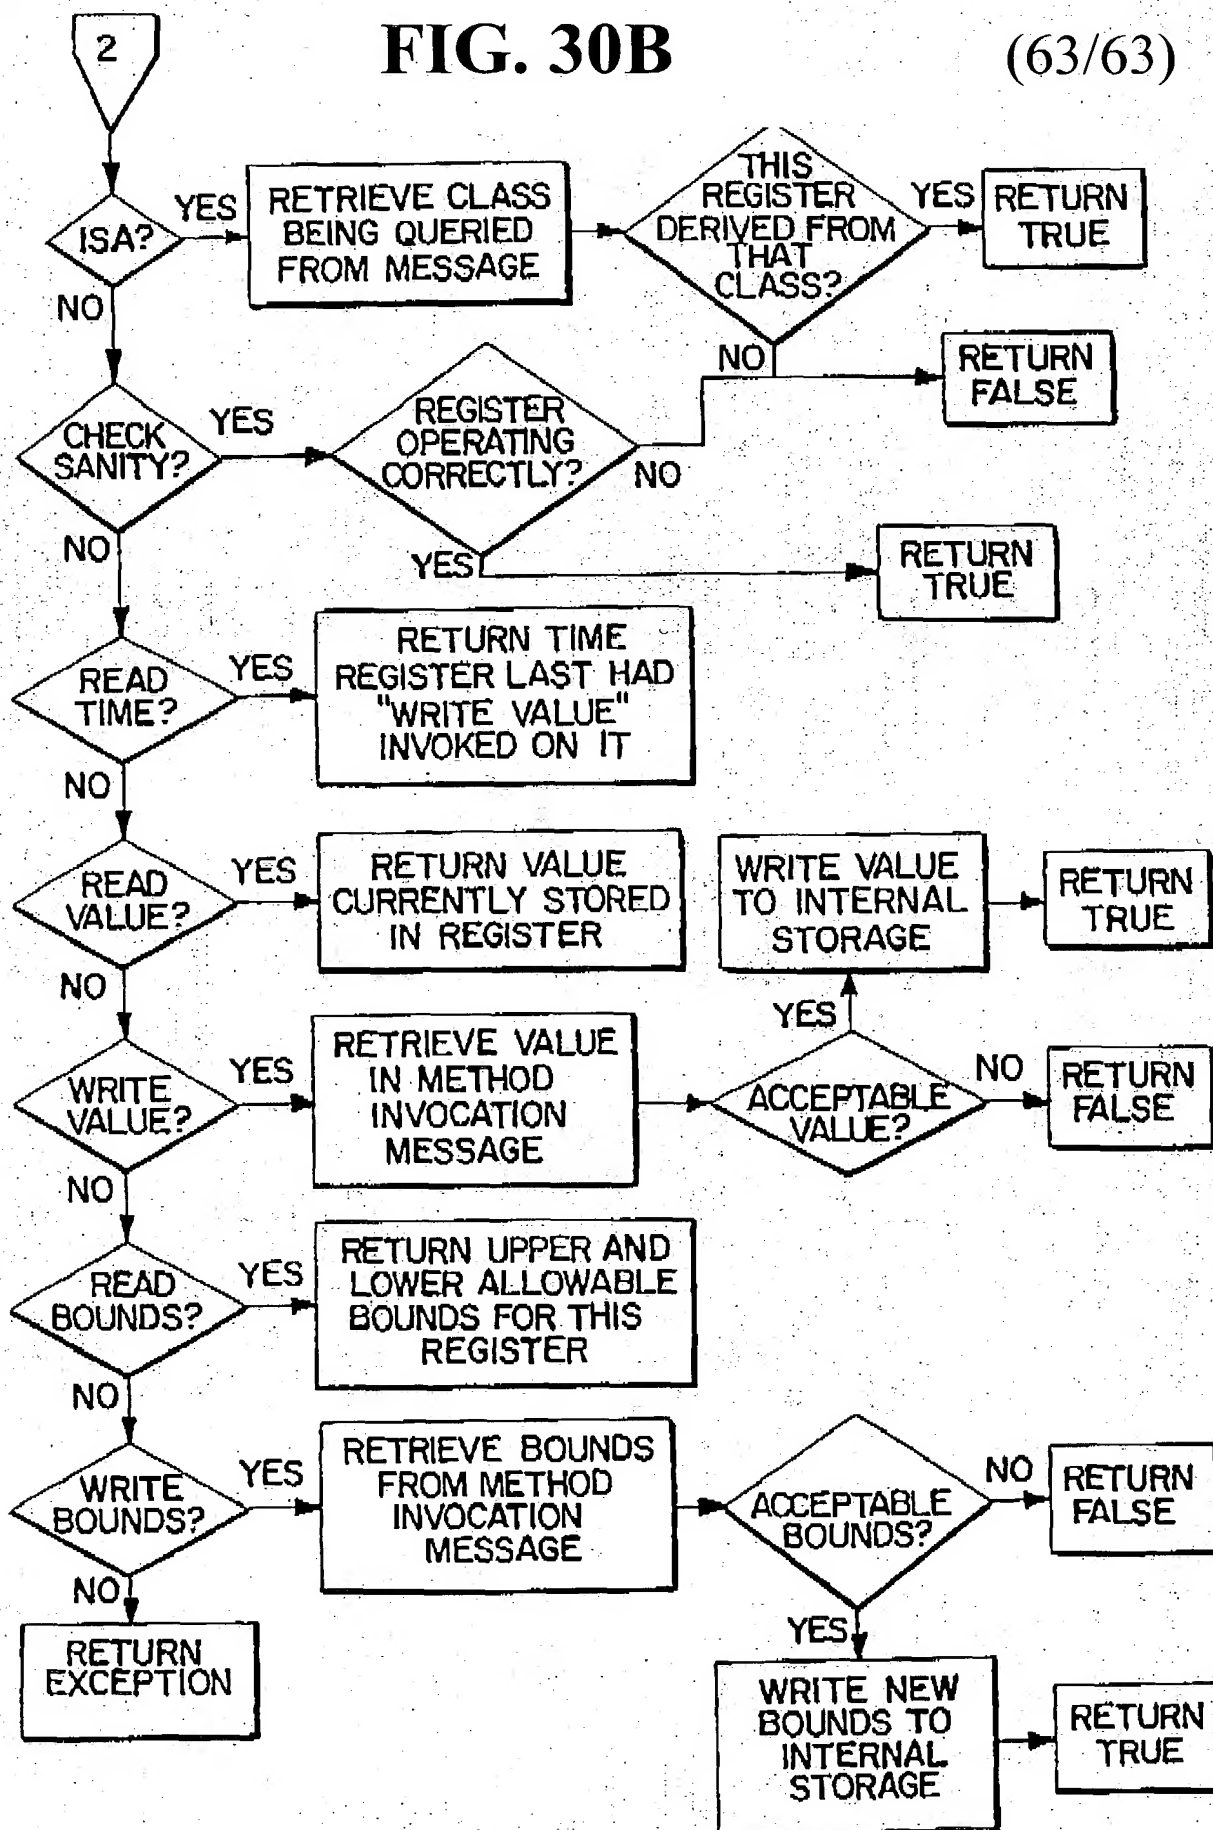 2
FIG. 30B
(63/63)
ISA?
YES
RETRIEVE CLASS
BEING QUERIED
FROM MESSAGE
THIS
REGISTER
DERIVED FROM
THAT
CLASS?
YES
RETURN
TRUE
NO
NO
RETURN
FALSE
CHECK
SANITY?
YES
REGISTER
OPERATING
CORRECTLY?
NO
NO
YES
RETURN
TRUE
READ
TIME?
YES
RETURN TIME
REGISTER LAST HAD
"WRITE VALUE"
INVOKED ON IT
NO
READ
VALUE?
YES
RETURN VALUE
CURRENTLY STORED
IN REGISTER
WRITE VALUE
TO INTERNAL
STORAGE
RETURN
TRUE
NO
YES
WRITE
VALUE?
YES
RETRIEVE VALUE
IN METHOD
INVOCATION
MESSAGE
ACCEPTABLE
VALUE?
NO
RETURN
FALSE
NO
READ
BOUNDS?
YES
RETURN UPPER AND
LOWER ALLOWABLE
BOUNDS FOR THIS
REGISTER
NO
WRITE
BOUNDS?
YES
RETRIEVE BOUNDS
FROM METHOD
INVOCATION
MESSAGE
ACCEPTABLE
BOUNDS?
NO
RETURN
FALSE
NO
YES
RETURN
EXCEPTION
WRITE NEW
BOUNDS TO
INTERNAL
STORAGE
RETURN
TRUE